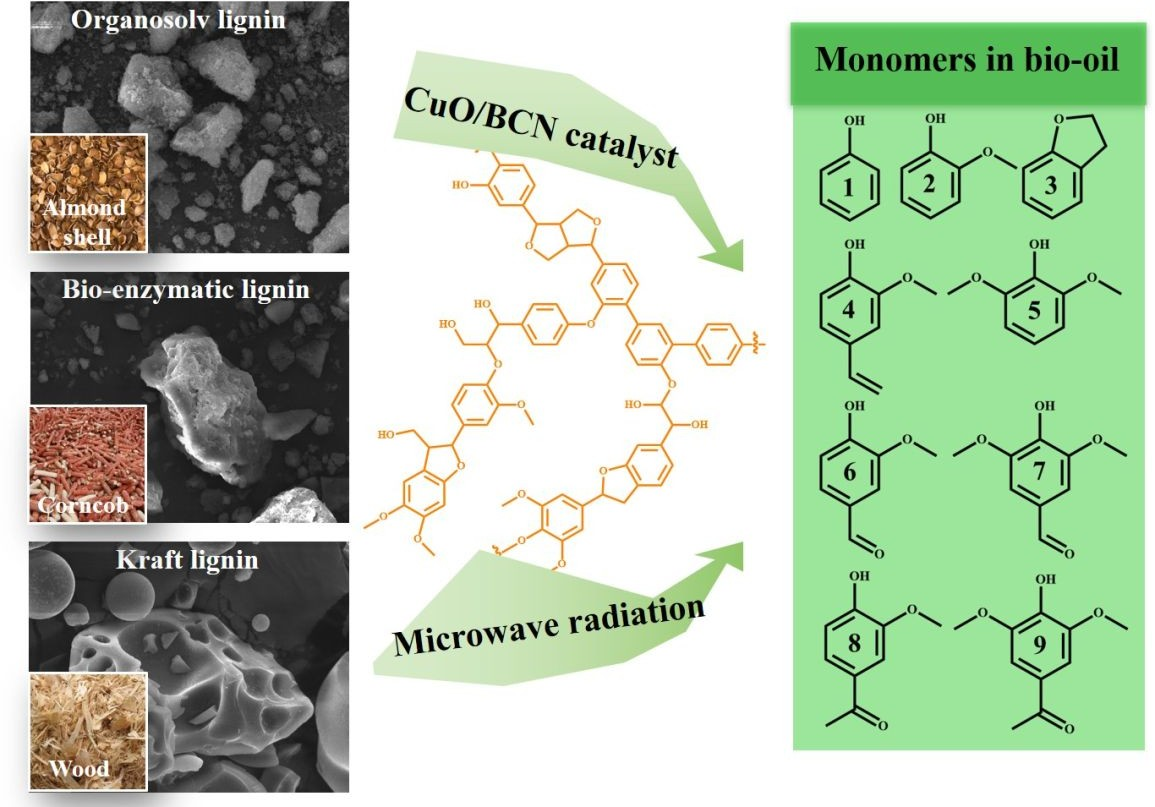 Organosolv lignin
Almond
shell
Bio-enzymatic lignin
Corncob
Kraft lignin
Wood
CuO/BCN catalyst
HO
O
O
HO
HO
O
O
O
HO
OH
O
HO
O
O
O
O
O
O
O
O
Microwave radiation
Monomers in bio-oil
OH
1
OH
O
2
O
3
OH
O
4
OH
O
O
5
OH
O
6
O
OH
O
O
7
O
OH
O
8
O
OH
O
O
9
O